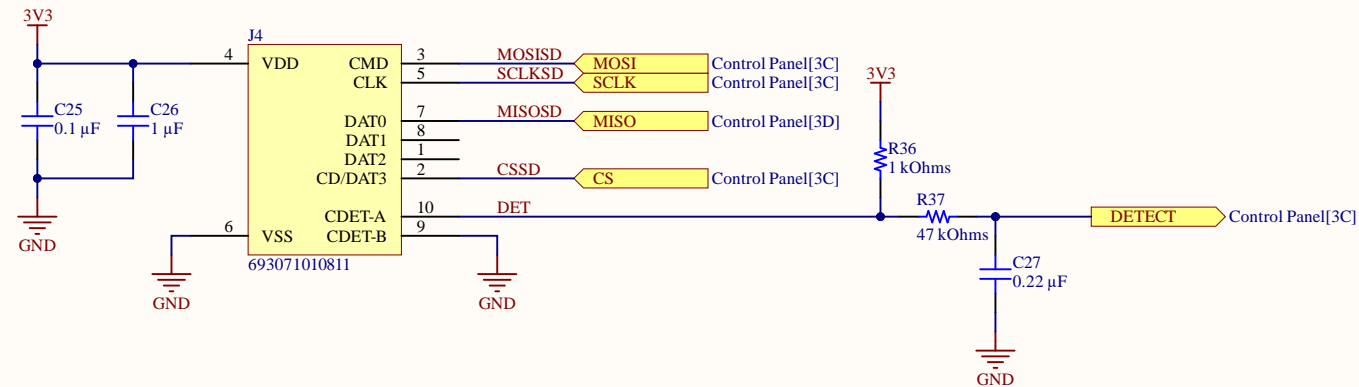 3V3
J4
4 VDD CMD 3 MOSISD MOSI Control Panel[3C]
CLK 5 SCLKSD SCLK Control Panel[3C]
3V3
C25
0.1 µF
C26
1 µF
DAT0 7 MISOSD MISO Control Panel[3D]
DAT1 8
DAT2 1
CD/DAT3 2 CSSD CS Control Panel[3C]
R36
1 kOhms
R37
47 kOhms
CDET-A 10 DET DETECT Control Panel[3C]
6 VSS CDET-B 9
GND
693071010811
GND
GND
C27
0.22 µF
GND